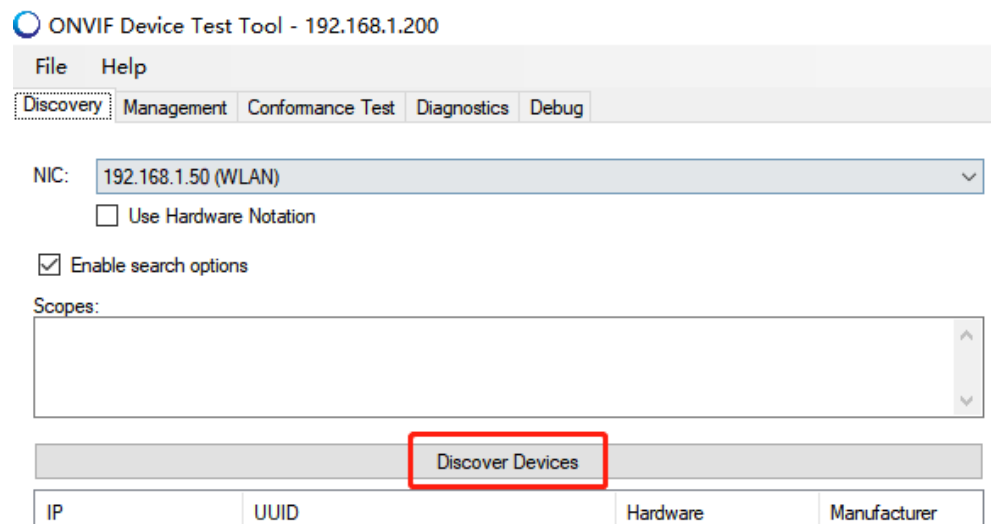 ONVIF Device Test Tool - 192.168.1.200
File Help
Discovery Management Conformance Test Diagnostics Debug
NIC: 192.168.1.50 (WLAN)
Use Hardware Notation
Enable search options
Scopes:
Discover Devices
IP UUID Hardware Manufacturer